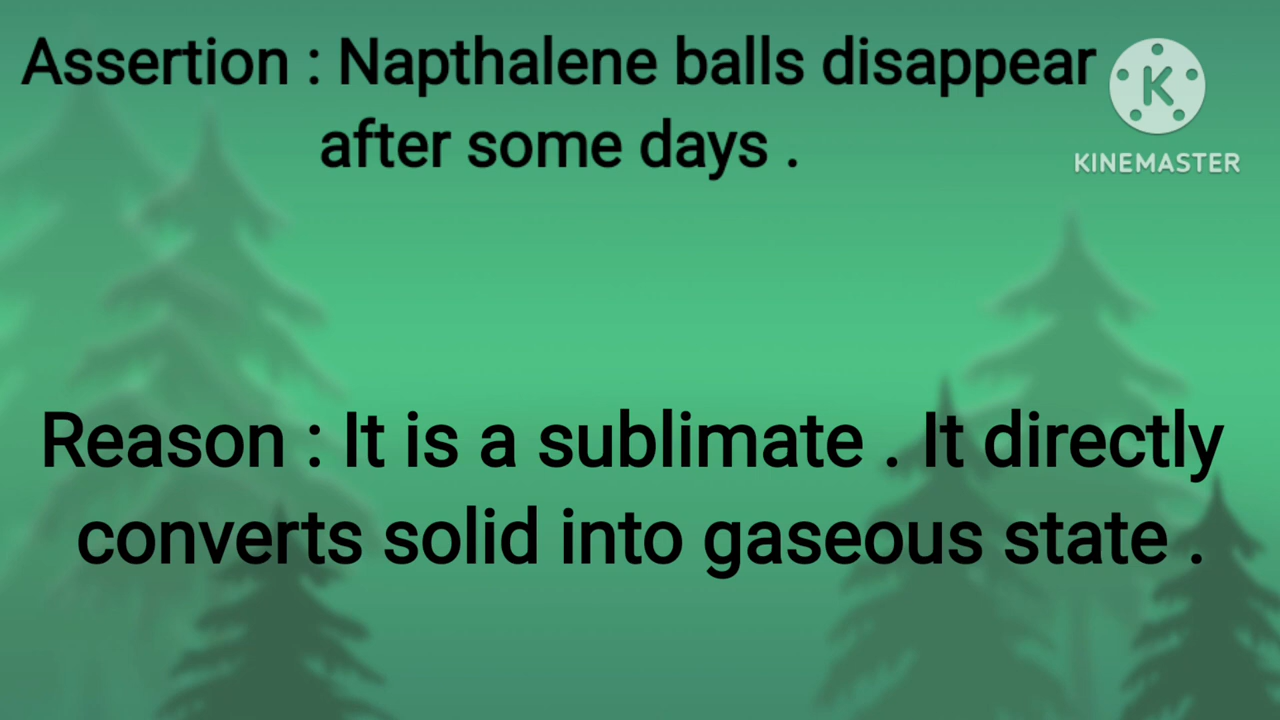 Assertion : Napthalene balls disappear
after some days .
K
KINEMASTER
Reason : It is a sublimate . It directly
converts solid into gaseous state .